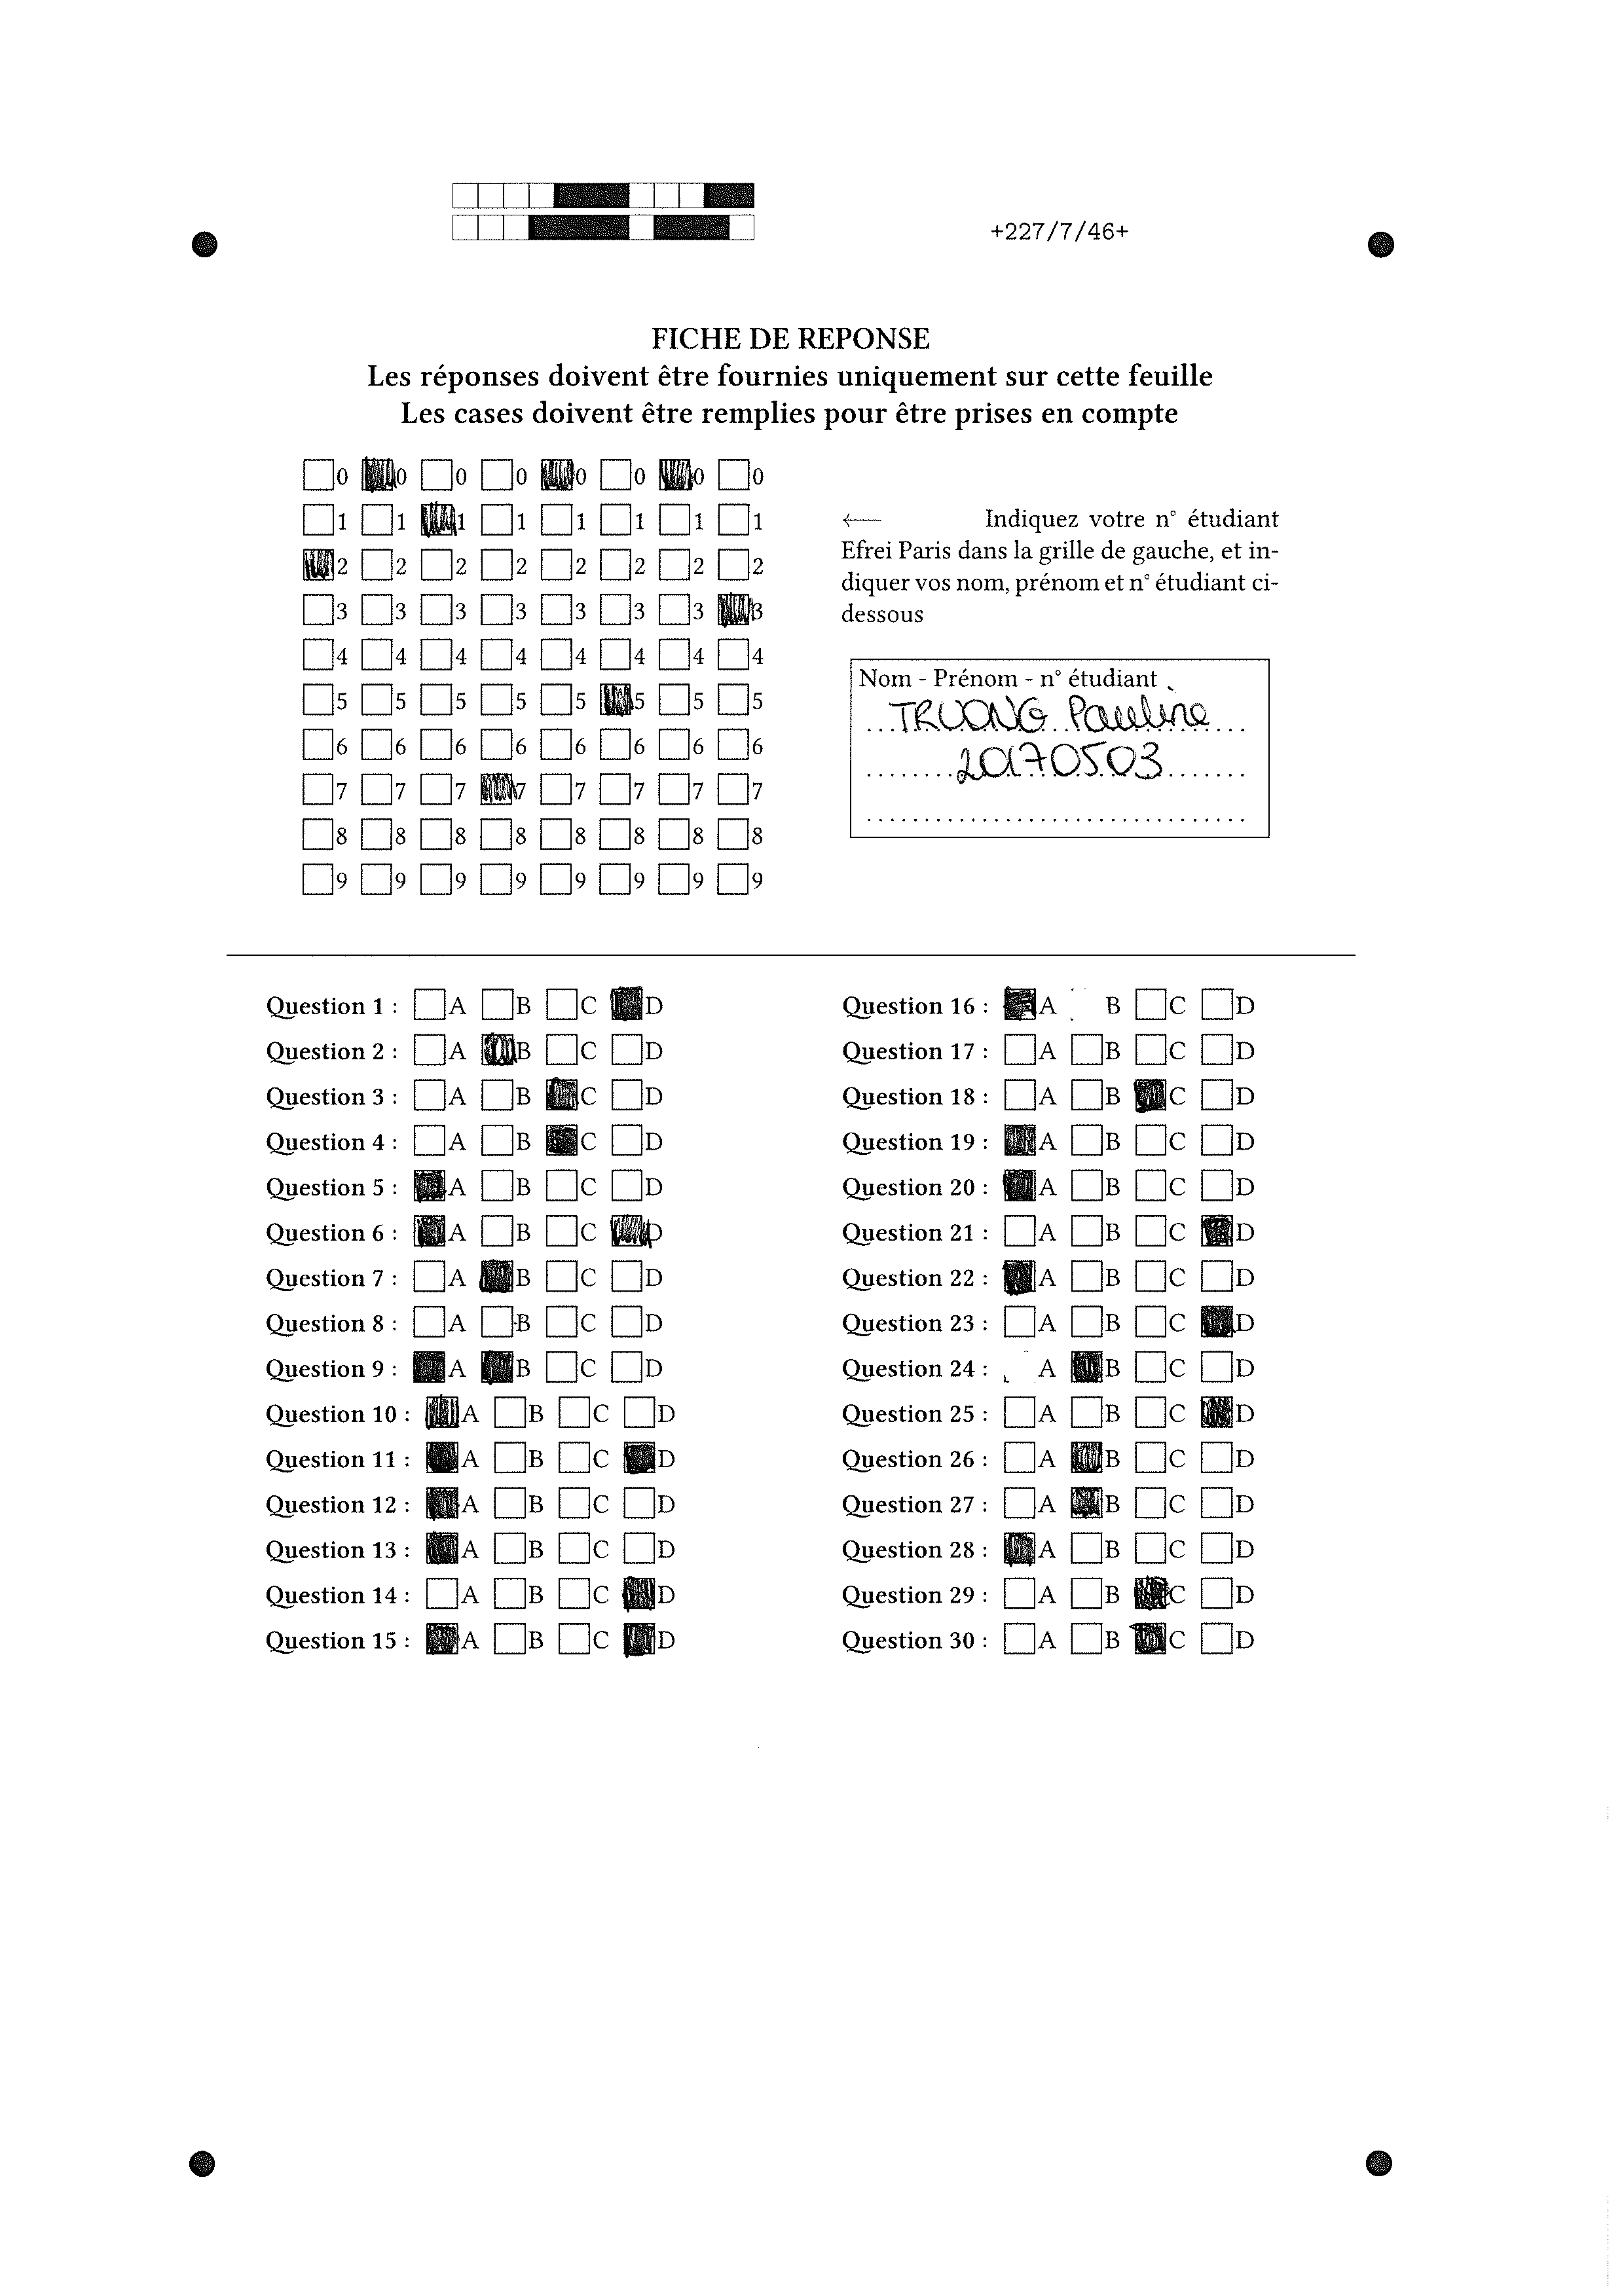 +227/7/46+
FICHE DE REPONSE
Les réponses doivent être fournies uniquement sur cette feuille
Les cases doivent être remplies pour être prises en compte
0 0 0 0 0 0 0 0
1 1 1 1 1 1 1 1
2 2 2 2 2 2 2 2
3 3 3 3 3 3 3 3
4 4 4 4 4 4 4 4
5 5 5 5 5 5 5 5
6 6 6 6 6 6 6 6
7 7 7 7 7 7 7 7
8 8 8 8 8 8 8 8
9 9 9 9 9 9 9 9
← Indiquez votre n° étudiant
Efrei Paris dans la grille de gauche, et in-
diquer vos nom, prénom et n° étudiant ci-
dessous
Nom - Prénom - n° étudiant
TRUONG Pauline
20170503
Question 1 : A B C D
Question 2 : A B C D
Question 3 : A B C D
Question 4 : A B C D
Question 5 : A B C D
Question 6 : A B C D
Question 7 : A B C D
Question 8 : A B C D
Question 9 : A B C D
Question 10 : A B C D
Question 11 : A B C D
Question 12 : A B C D
Question 13 : A B C D
Question 14 : A B C D
Question 15 : A B C D
Question 16 : A B C D
Question 17 : A B C D
Question 18 : A B C D
Question 19 : A B C D
Question 20 : A B C D
Question 21 : A B C D
Question 22 : A B C D
Question 23 : A B C D
Question 24 : A B C D
Question 25 : A B C D
Question 26 : A B C D
Question 27 : A B C D
Question 28 : A B C D
Question 29 : A B C D
Question 30 : A B C D